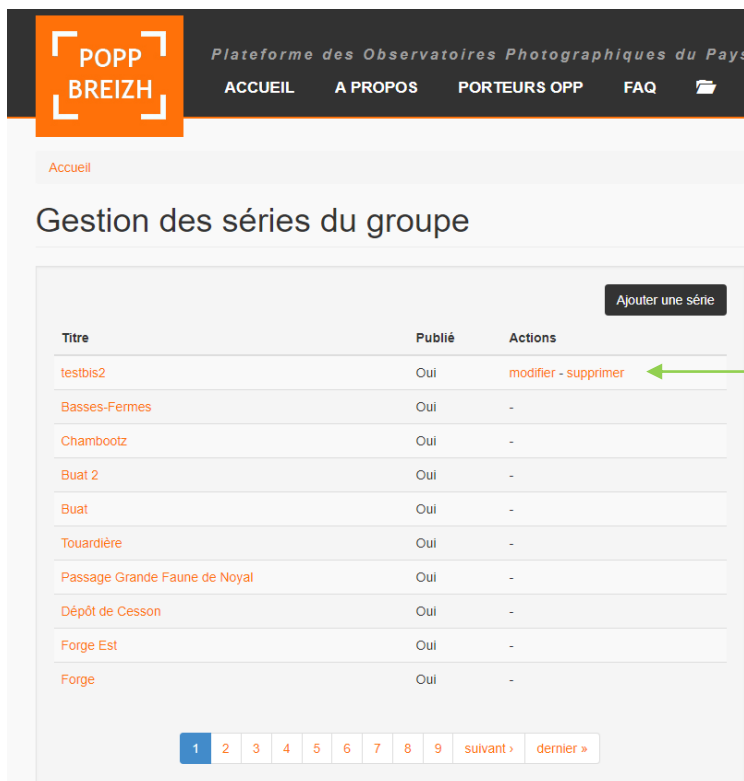 POPP
BREIZH
Plateforme des Observatoires Photographiques du Pays
ACCUEIL A PROPOS PORTEURS OPP FAQ
Accueil
Gestion des séries du groupe
Ajouter une série
Titre Publié Actions
testbis2 Oui modifier - supprimer
Basses-Fermes Oui -
Chambootz Oui -
Buat 2 Oui -
Buat Oui -
Touardière Oui -
Passage Grande Faune de Noyal Oui -
Dépôt de Cesson Oui -
Forge Est Oui -
Forge Oui -
1 2 3 4 5 6 7 8 9 suivant › dernier »